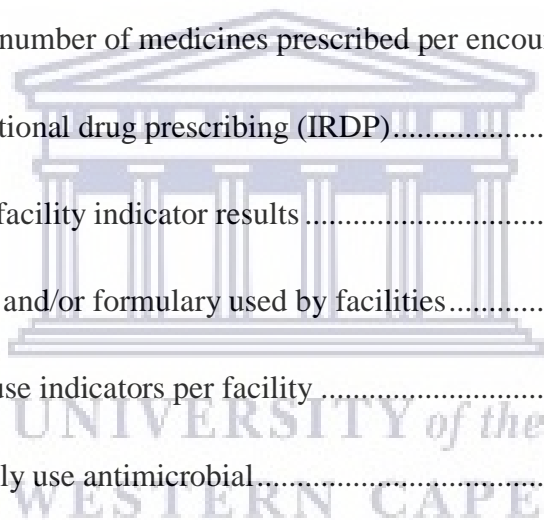 number of medicines prescribed per encou
tional drug prescribing (IRDP)...................
facility indicator results..............................
and/or formulary used by facilities............
use indicators per facility ..........................
UNIVERSITY of the
ly use antimicrobial...................................
WESTERN CAPE